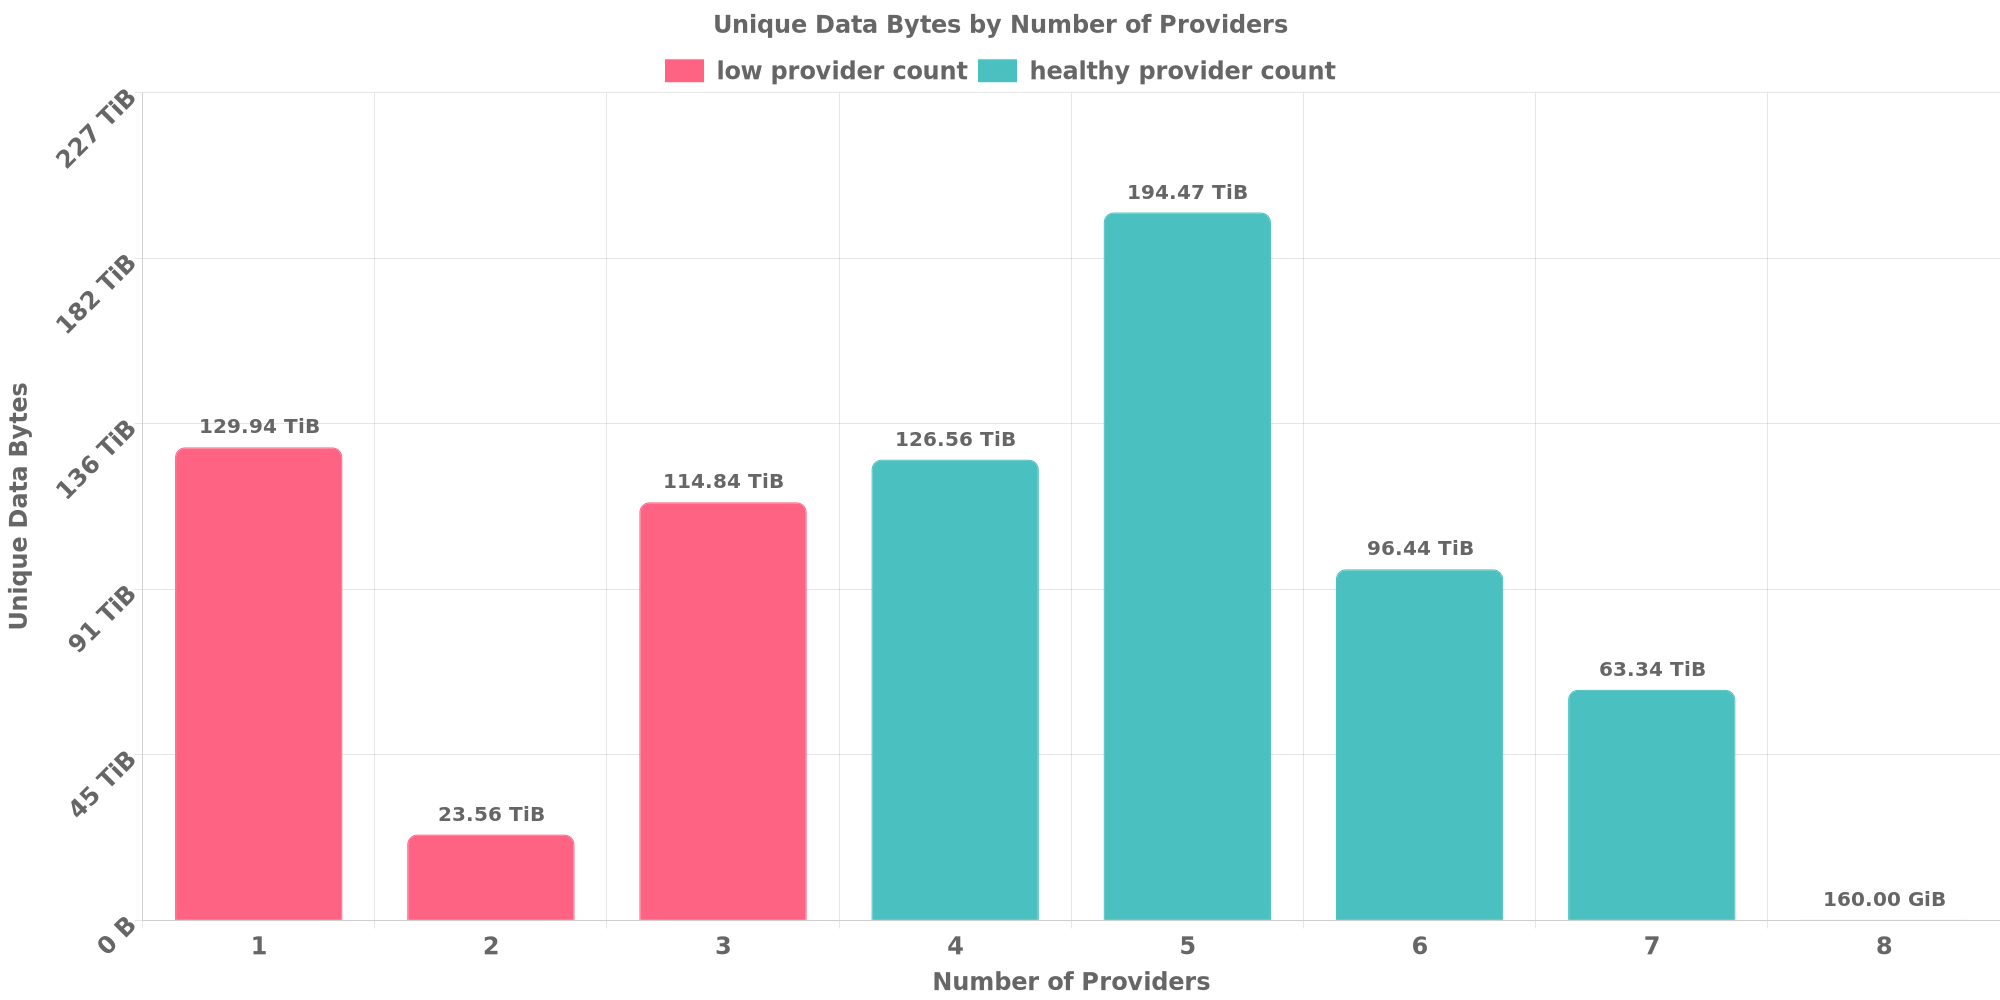 Unique Data Bytes by Number of Providers
low provider count healthy provider count
227 TiB
182 TiB
136 TiB
91 TiB
45 TiB
0 B
Unique Data Bytes
129.94 TiB
23.56 TiB
114.84 TiB
126.56 TiB
194.47 TiB
96.44 TiB
63.34 TiB
160.00 GiB
1 2 3 4 5 6 7 8
Number of Providers